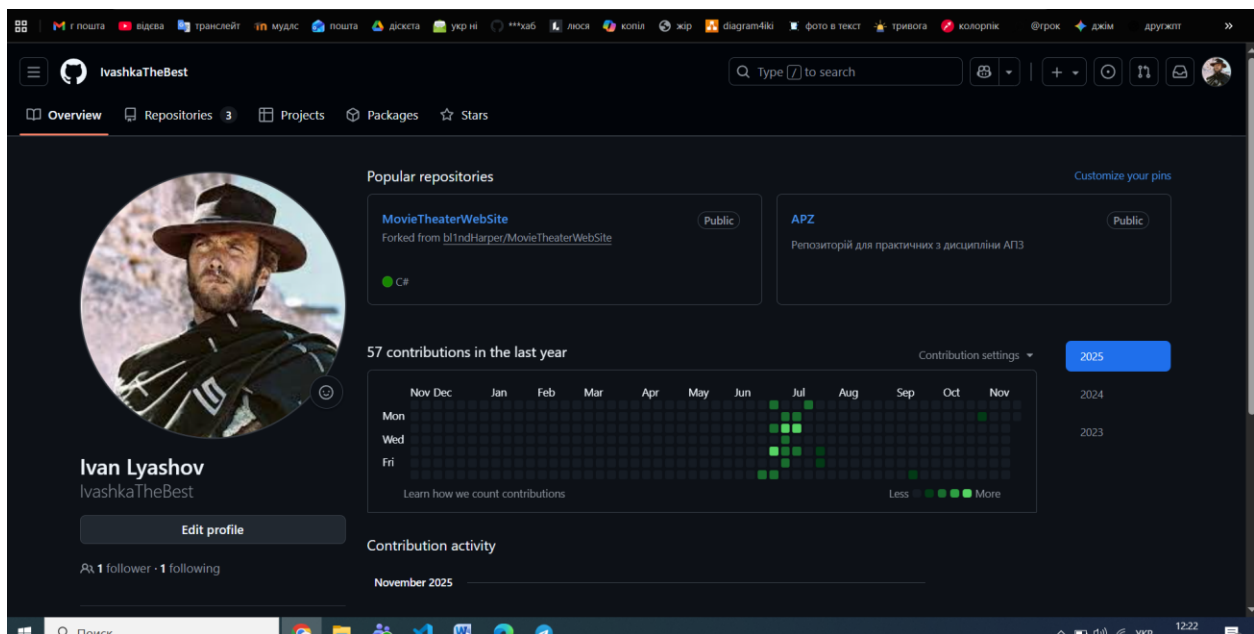 г пошта відєва транслейт мудлс пошта діскєта укр ні ***хаб люся копіл жір diagram4iki фото в текст тривога колорпік @грок джім друґжпт »
IvashkaTheBest
Type / to search
Overview Repositories 3 Projects Packages Stars
Popular repositories
Customize your pins
MovieTheaterWebSite Public
Forked from bl1ndHarper/MovieTheaterWebSite
C#
APZ Public
Репозиторій для практичних з дисципліни АПЗ
57 contributions in the last year
Contribution settings
2025
2024
2023
Nov Dec Jan Feb Mar Apr May Jun Jul Aug Sep Oct Nov
Mon
Wed
Fri
Learn how we count contributions
Less More
Ivan Lyashov
IvashkaTheBest
Edit profile
1 follower · 1 following
Contribution activity
November 2025
Поиск
УКР
12:22